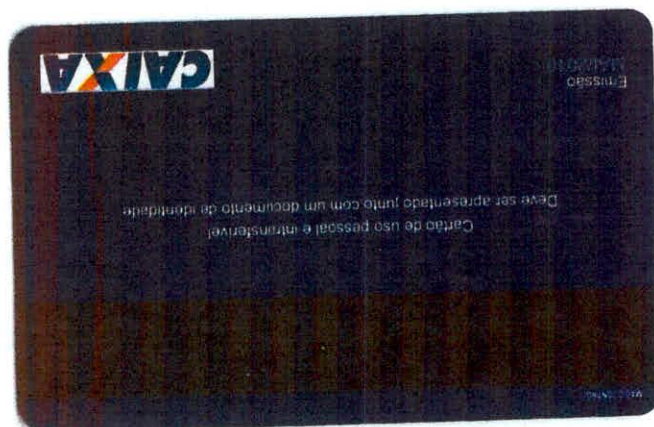 Cartão de uso pessoal e intransferível
Deve ser apresentado junto com um documento de identidade
Emissão
CAIXA